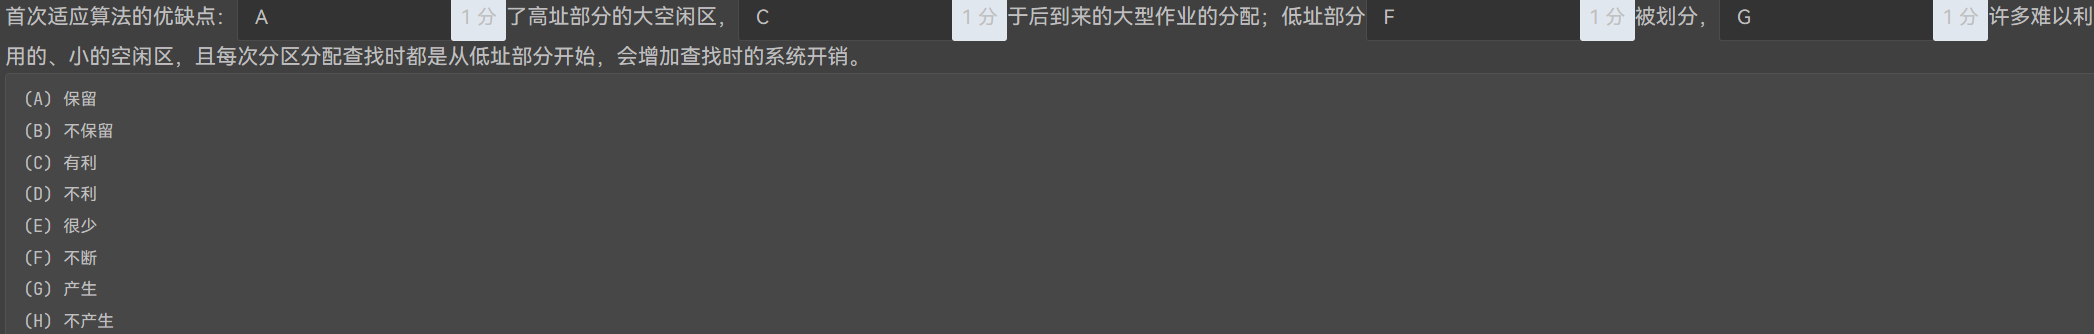 首次适应算法的优缺点： A 1 分 了高址部分的大空闲区， C 1 分 于后到来的大型作业的分配；低址部分 F 1 分 被划分， G 1 分 许多难以利
用的、小的空闲区，且每次分区分配查找时都是从低址部分开始，会增加查找时的系统开销。
(A) 保留
(B) 不保留
(C) 有利
(D) 不利
(E) 很少
(F) 不断
(G) 产生
(H) 不产生